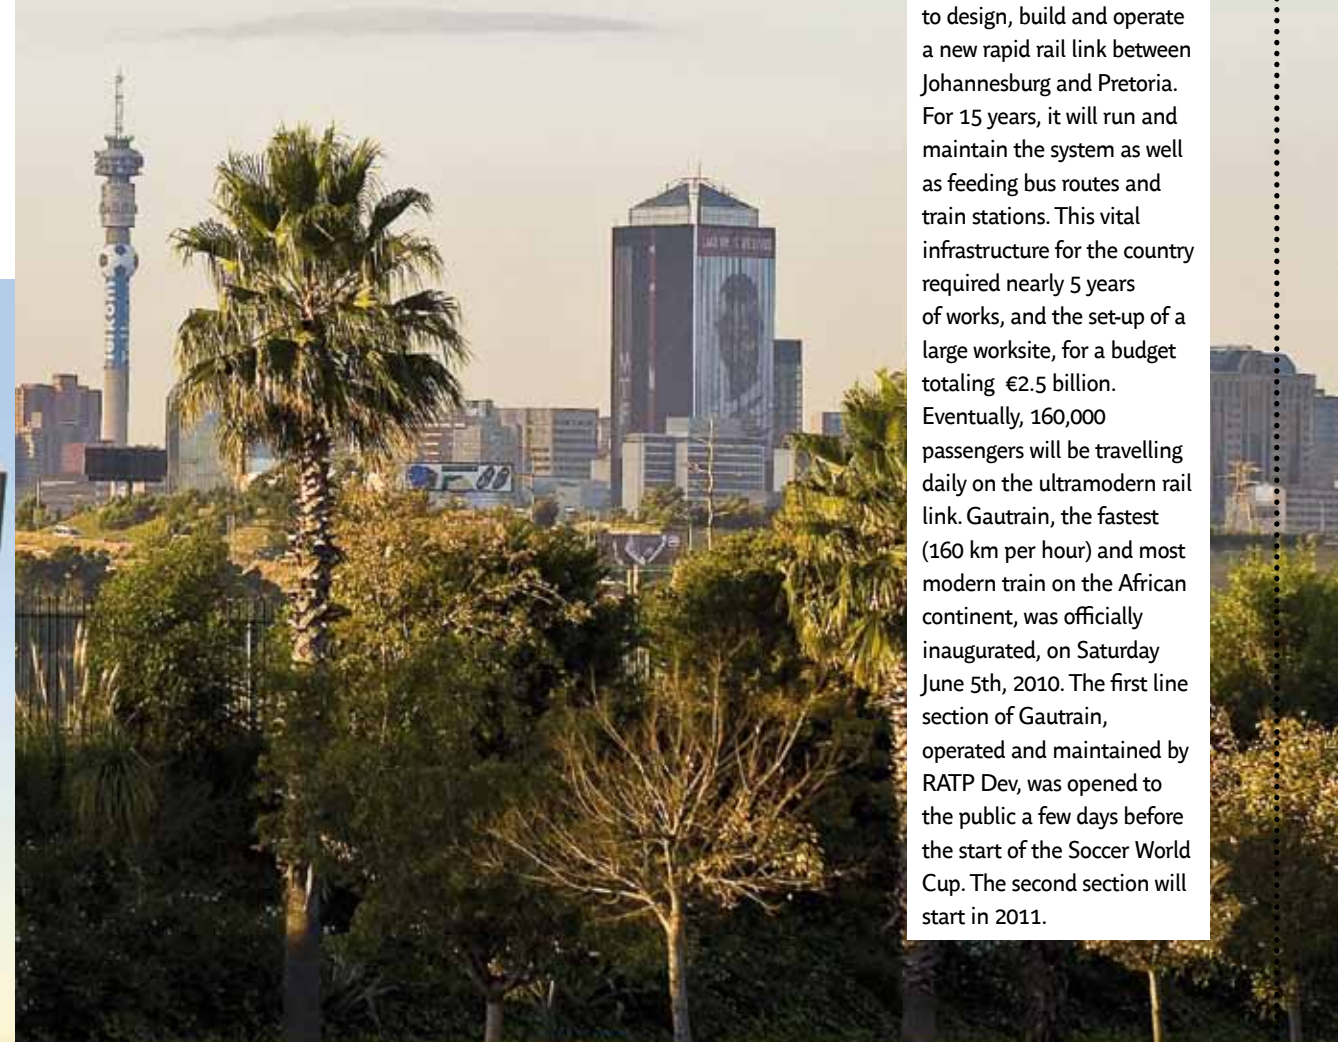 to design, build and operate
a new rapid rail link between
Johannesburg and Pretoria.
For 15 years, it will run and
maintain the system as well
as feeding bus routes and
train stations. This vital
infrastructure for the country
required nearly 5 years
of works, and the set-up of a
large worksite, for a budget
totaling €2.5 billion.
Eventually, 160,000
passengers will be travelling
daily on the ultramodern rail
link. Gautrain, the fastest
(160 km per hour) and most
modern train on the African
continent, was officially
inaugurated, on Saturday
June 5th, 2010. The first line
section of Gautrain,
operated and maintained by
RATP Dev, was opened to
the public a few days before
the start of the Soccer World
Cup. The second section will
start in 2011.